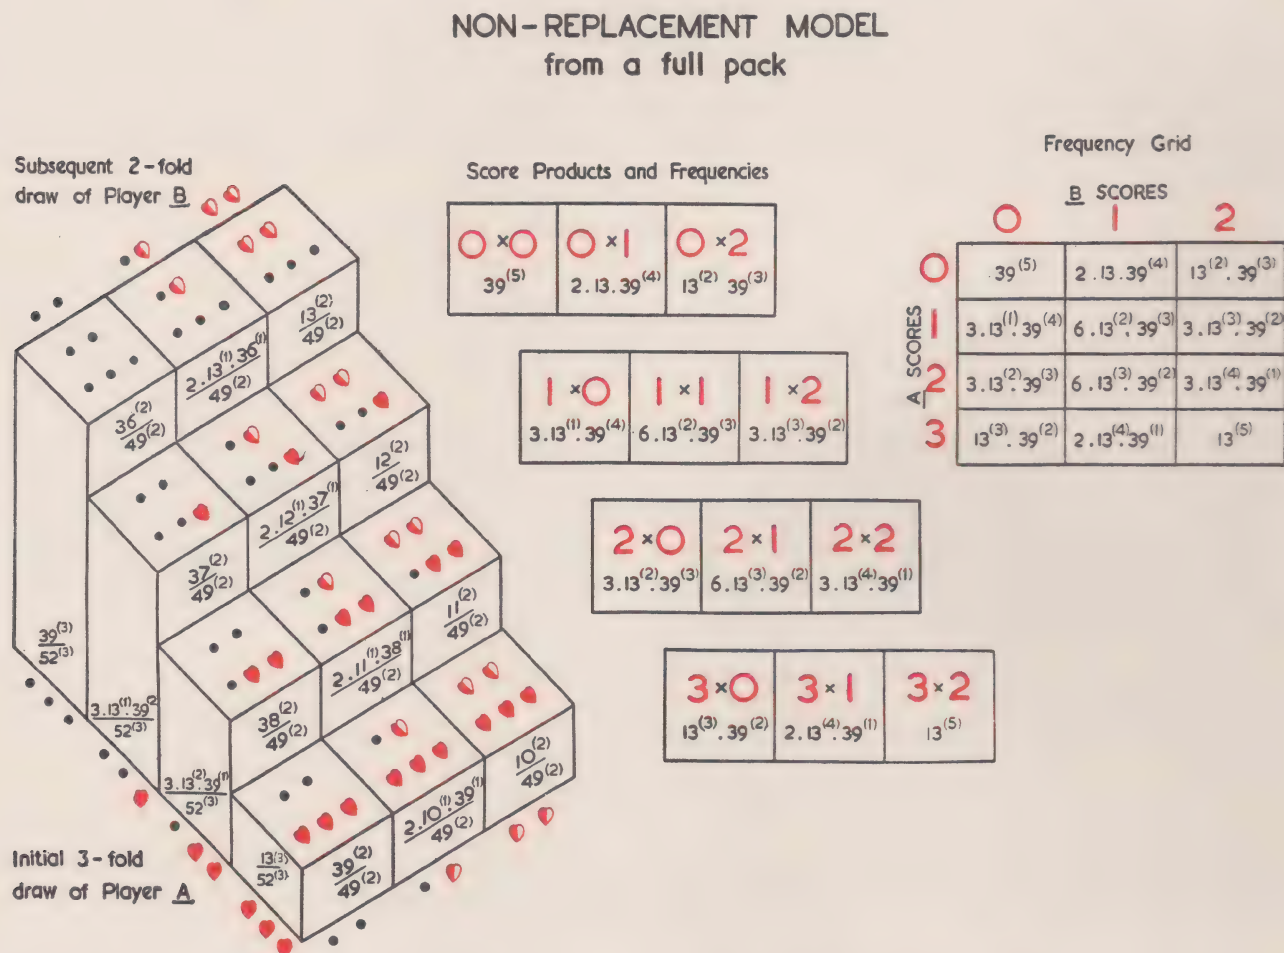 NON-REPLACEMENT MODEL
from a full pack
Subsequent 2-fold
draw of Player B
39^(3)/52^(3)
3.13^(1).39^(2)/52^(3)
3.13^(2).39^(1)/52^(3)
13^(3)/52^(3)
36^(2)/49^(2)
2.13^(1).36^(1)/49^(2)
13^(2)/49^(2)
37^(2)/49^(2)
2.12^(1).37^(1)/49^(2)
12^(2)/49^(2)
38^(2)/49^(2)
2.11^(1).38^(1)/49^(2)
11^(2)/49^(2)
39^(2)/49^(2)
2.10^(1).39^(1)/49^(2)
10^(2)/49^(2)
Initial 3-fold
draw of Player A
Score Products and Frequencies
0×0 0×1 0×2
39^(5) 2.13.39^(4) 13^(2) 39^(3)
1×0 1×1 1×2
3.13^(1).39^(4) 6.13^(2).39^(3) 3.13^(3).39^(2)
2×0 2×1 2×2
3.13^(2).39^(3) 6.13^(3).39^(2) 3.13^(4).39^(1)
3×0 3×1 3×2
13^(3).39^(2) 2.13^(4).39^(1) 13^(5)
Frequency Grid
B SCORES
0 1 2
A SCORES
0 39^(5) 2.13.39^(4) 13^(2).39^(3)
1 3.13^(1).39^(4) 6.13^(2).39^(3) 3.13^(3).39^(2)
2 3.13^(2).39^(3) 6.13^(3).39^(2) 3.13^(4).39^(1)
3 13^(3).39^(2) 2.13^(4).39^(1) 13^(5)